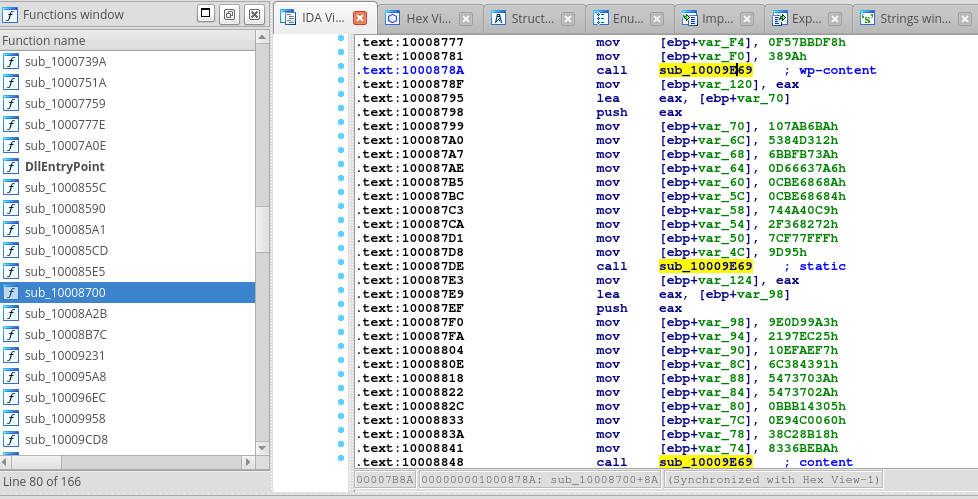 Functions window
Function name
sub_1000739A
sub_1000751A
sub_10007759
sub_1000777E
sub_10007A0E
DllEntryPoint
sub_1000855C
sub_10008590
sub_100085A1
sub_100085CD
sub_100085E5
sub_10008700
sub_10008A2B
sub_10008B7C
sub_10009231
sub_100095A8
sub_100096EC
sub_10009958
sub_10009CD8
Line 80 of 166
IDA Vi... Hex Vi... Struct... Enu... Imp... Exp... Strings win...
.text:10008777 mov [ebp+var_F4], 0F57BBDF8h
.text:10008781 mov [ebp+var_F0], 389Ah
.text:1000878A call sub_10009E69 ; wp-content
.text:1000878F mov [ebp+var_120], eax
.text:10008795 lea eax, [ebp+var_70]
.text:10008798 push eax
.text:10008799 mov [ebp+var_70], 107AB6BAh
.text:100087A0 mov [ebp+var_6C], 5384D312h
.text:100087A7 mov [ebp+var_68], 6BBFB73Ah
.text:100087AE mov [ebp+var_64], 0D66637A6h
.text:100087B5 mov [ebp+var_60], 0CBE6868Ah
.text:100087BC mov [ebp+var_5C], 0CBE68684h
.text:100087C3 mov [ebp+var_58], 744A40C9h
.text:100087CA mov [ebp+var_54], 2F368272h
.text:100087D1 mov [ebp+var_50], 7CF77FFFh
.text:100087D8 mov [ebp+var_4C], 9D95h
.text:100087DE call sub_10009E69 ; static
.text:100087E3 mov [ebp+var_124], eax
.text:100087E9 lea eax, [ebp+var_98]
.text:100087EF push eax
.text:100087F0 mov [ebp+var_98], 9E0D99A3h
.text:100087FA mov [ebp+var_94], 2197EC25h
.text:10008804 mov [ebp+var_90], 10EFAEF7h
.text:1000880E mov [ebp+var_8C], 6C384391h
.text:10008818 mov [ebp+var_88], 5473703Ah
.text:10008822 mov [ebp+var_84], 5473702Ah
.text:1000882C mov [ebp+var_80], 0BBB14305h
.text:10008833 mov [ebp+var_7C], 0E94C0060h
.text:1000883A mov [ebp+var_78], 38C28B18h
.text:10008841 mov [ebp+var_74], 8336BEBAh
.text:10008848 call sub_10009E69 ; content
00007B8A 000000001000878A: sub_10008700+8A (Synchronized with Hex View-1)